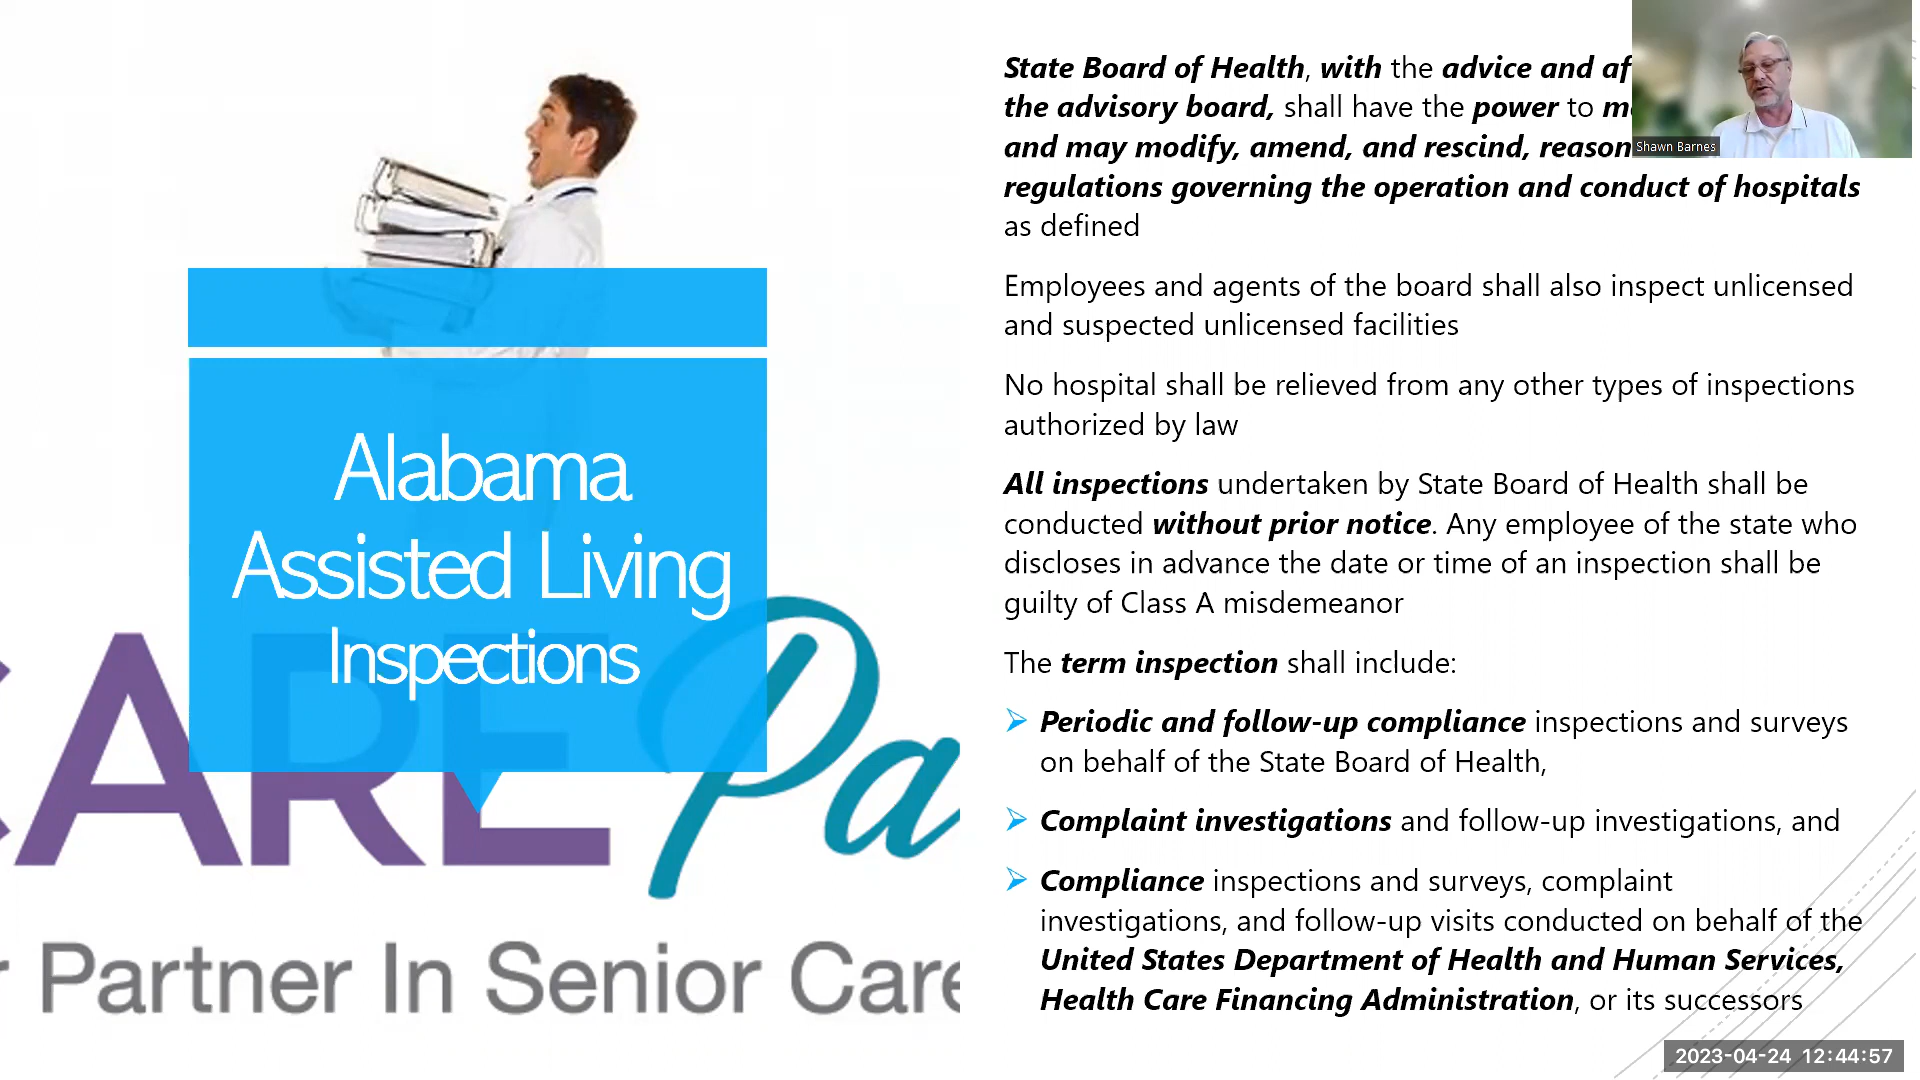 Alabama
Assisted Living
Inspections
CARE Pa
r Partner In Senior Care
State Board of Health, with the advice and
the advisory board, shall have the power to
and may modify, amend, and rescind,
regulations governing the operation and conduct of hospitals
as defined
Employees and agents of the board shall also inspect unlicensed
and suspected unlicensed facilities
No hospital shall be relieved from any other types of inspections
authorized by law
All inspections undertaken by State Board of Health shall be
conducted without prior notice. Any employee of the state who
discloses in advance the date or time of an inspection shall be
guilty of Class A misdemeanor
The term inspection shall include:
Periodic and follow-up compliance inspections and surveys
on behalf of the State Board of Health,
Complaint investigations and follow-up investigations, and
Compliance inspections and surveys, complaint
investigations, and follow-up visits conducted on behalf of the
United States Department of Health and Human Services,
Health Care Financing Administration, or its successors
Shawn Barnes
2023-04-24 12:44:57